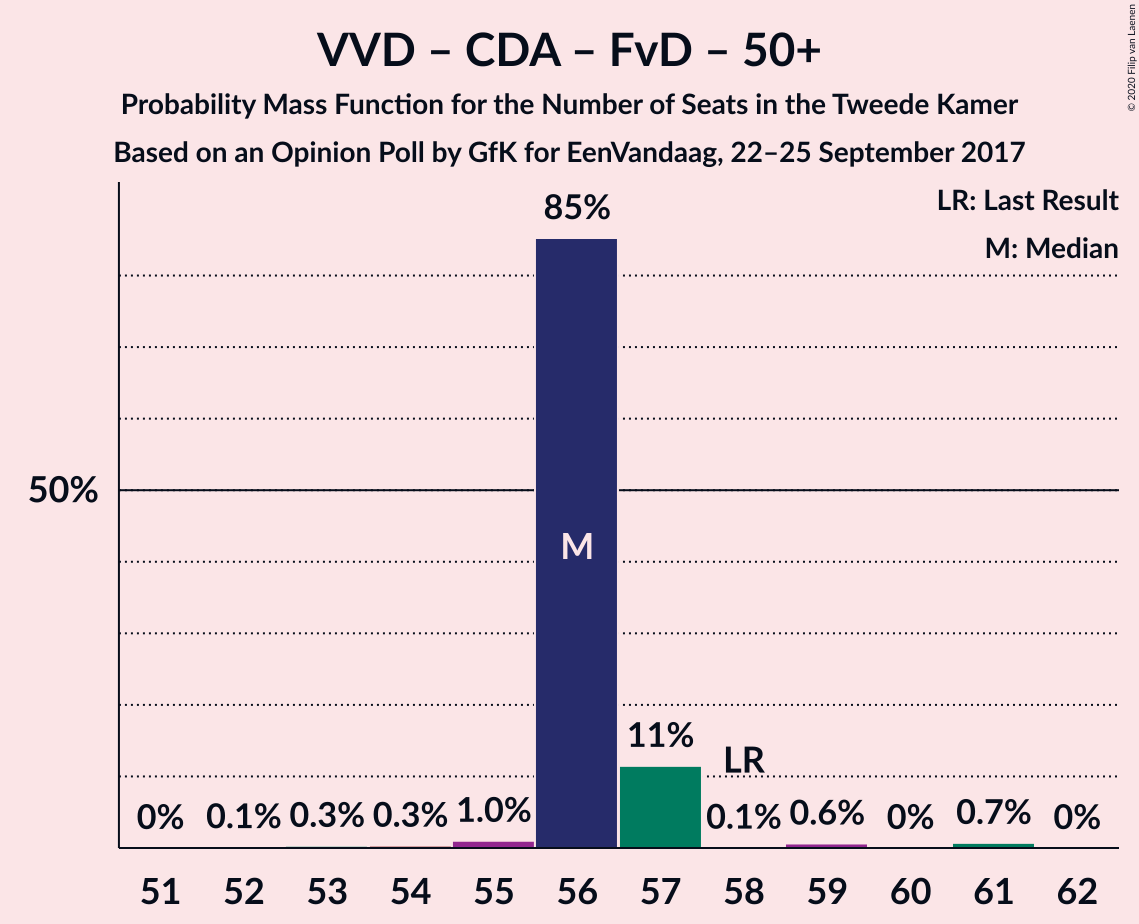 VVD – CDA – FvD – 50+
Probability Mass Function for the Number of Seats in the Tweede Kamer
Based on an Opinion Poll by GfK for EenVandaag, 22–25 September 2017
© 2020 Filip van Laenen
LR: Last Result
M: Median
85%
50%
M
11%
LR
0% 0.1% 0.3% 0.3% 1.0% 0.1% 0.6% 0% 0.7% 0%
51 52 53 54 55 56 57 58 59 60 61 62